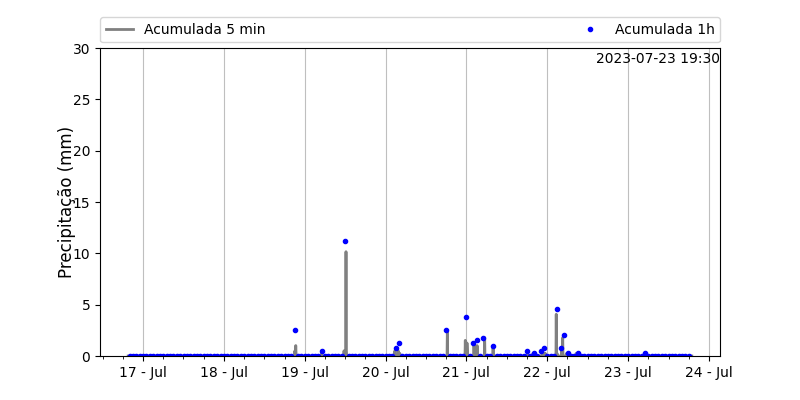 Acumulada 5 min
Acumulada 1h
2023-07-23 19:30
Precipitação (mm)
30
25
20
15
10
5
0
17 - Jul
18 - Jul
19 - Jul
20 - Jul
21 - Jul
22 - Jul
23 - Jul
24 - Jul